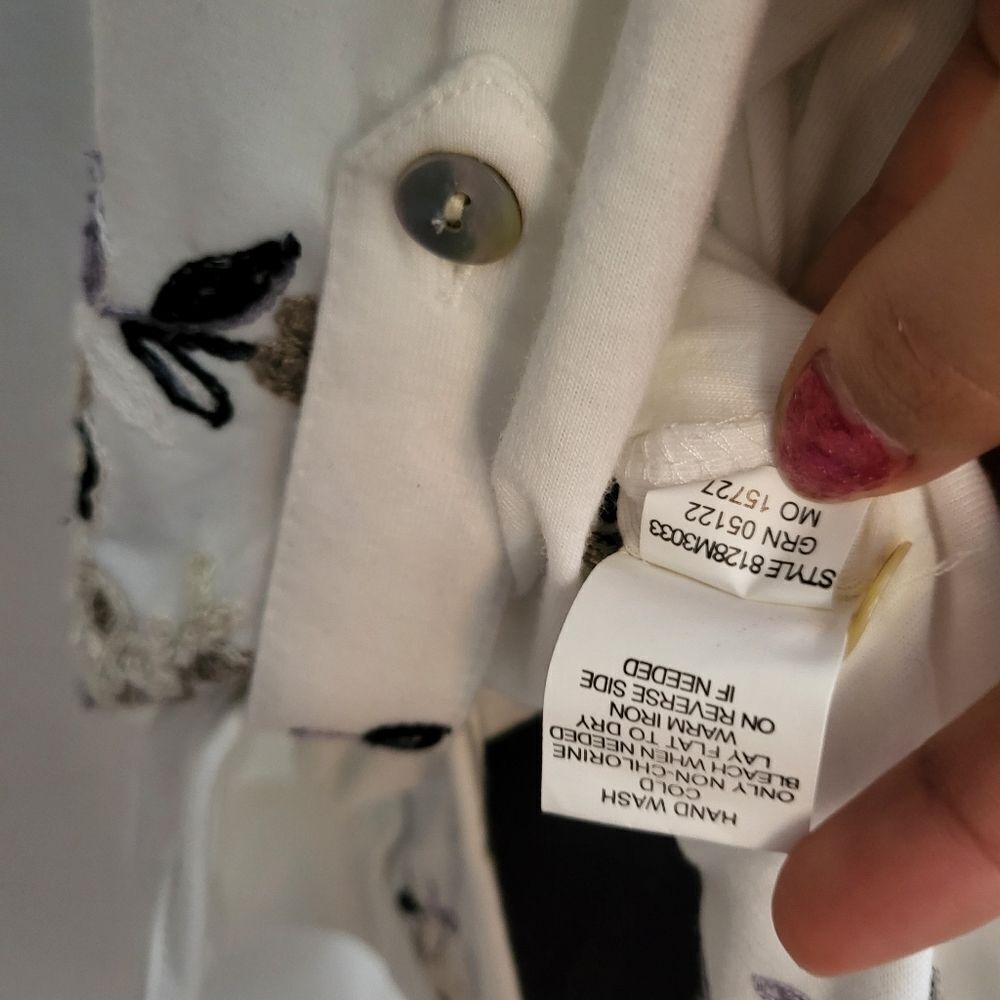 HAND WASH
COLD
ONLY NON-CHLORINE
BLEACH WHEN NEEDED
LAY FLAT TO DRY
WARM IRON
ON REVERSE SIDE
IF NEEDED
STYLE 8128M3033
GRN 05122
MO 15727